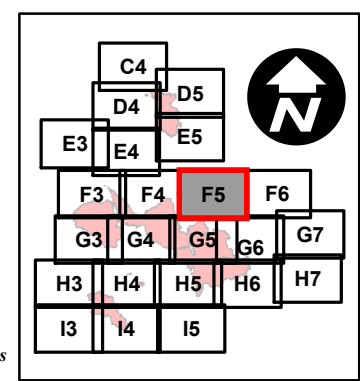 C4
D4 D5
E3 E4 E5
N
F3 F4 F5 F6
G3 G4 G5 G6 G7
H3 H4 H5 H6 H7
I3 I4 I5
s